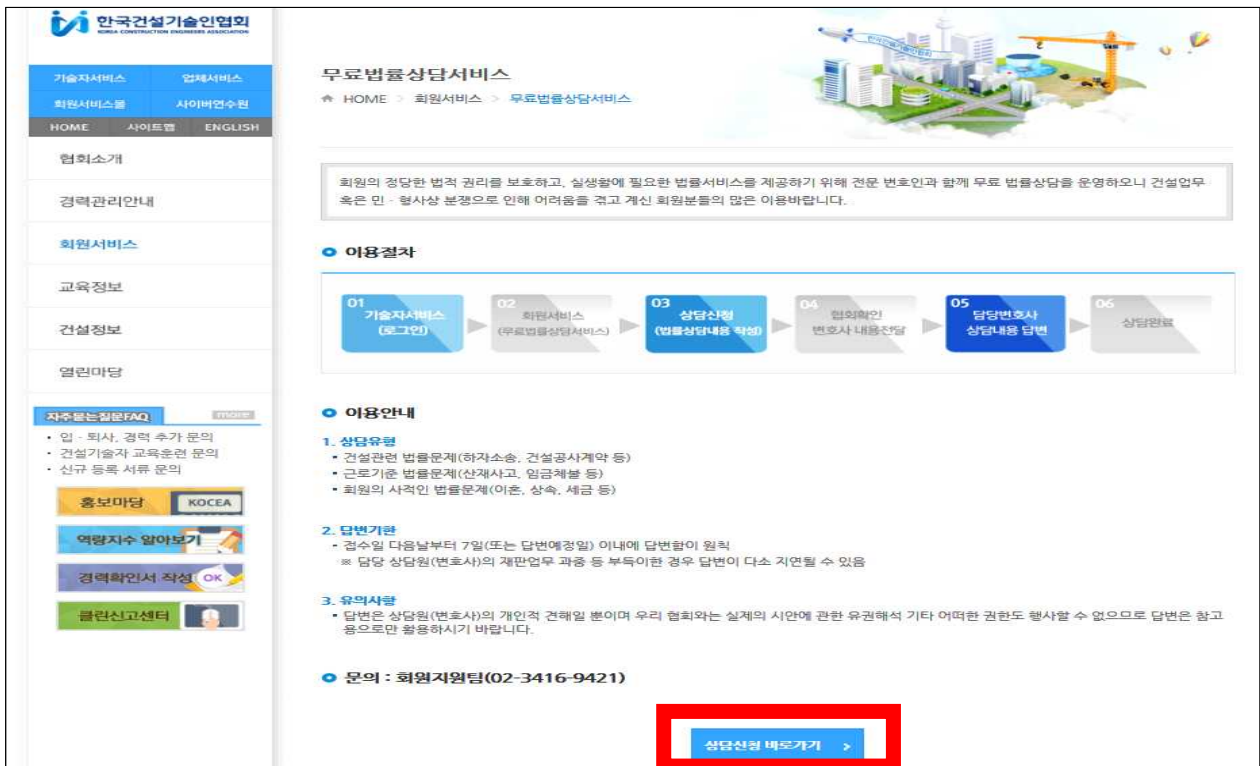 한국건설기술인협회
KOREA CONSTRUCTION ENGINEERS ASSOCIATION
기술자서비스 업체서비스
회원서비스몰 사이버연수원
HOME 사이트맵 ENGLISH
협회소개
경력관리안내
회원서비스
교육정보
건설정보
열린마당
자주묻는질문FAQ more
• 입 · 퇴사, 경력 추가 문의
• 건설기술자 교육훈련 문의
• 신규 등록 서류 문의
홍보마당 KOCEA
역량지수 알아보기
경력확인서 작성 OK
클린신고센터
한국건설기술인협회
무료법률상담서비스
HOME > 회원서비스 > 무료법률상담서비스
회원의 정당한 법적 권리를 보호하고, 실생활에 필요한 법률서비스를 제공하기 위해 전문 변호인과 함께 무료 법률상담을 운영하오니 건설업무
혹은 민 · 형사상 분쟁으로 인해 어려움을 겪고 계신 회원분들의 많은 이용바랍니다.
이용절차
01 기술자서비스 (로그인)
02 회원서비스 (무료법률상담서비스)
03 상담신청 (법률상담내용 작성)
04 협회확인 변호사 내용전달
05 담당변호사 상담내용 답변
06 상담완료
이용안내
1. 상담유형
• 건설관련 법률문제(하자소송, 건설공사계약 등)
• 근로기준 법률문제(산재사고, 임금체불 등)
• 회원의 사적인 법률문제(이혼, 상속, 세금 등)
2. 답변기한
- 접수일 다음날부터 7일(또는 답변예정일) 이내에 답변함이 원칙
※ 담당 상담원(변호사)의 재판업무 과중 등 부득이한 경우 답변이 다소 지연될 수 있음
3. 유의사항
• 답변은 상담원(변호사)의 개인적 견해일 뿐이며 우리 협회와는 실제의 시안에 관한 유권해석 기타 어떠한 권한도 행사할 수 없으므로 답변은 참고
용으로만 활용하시기 바랍니다.
문의 : 회원지원팀(02-3416-9421)
상담신청 바로가기 >